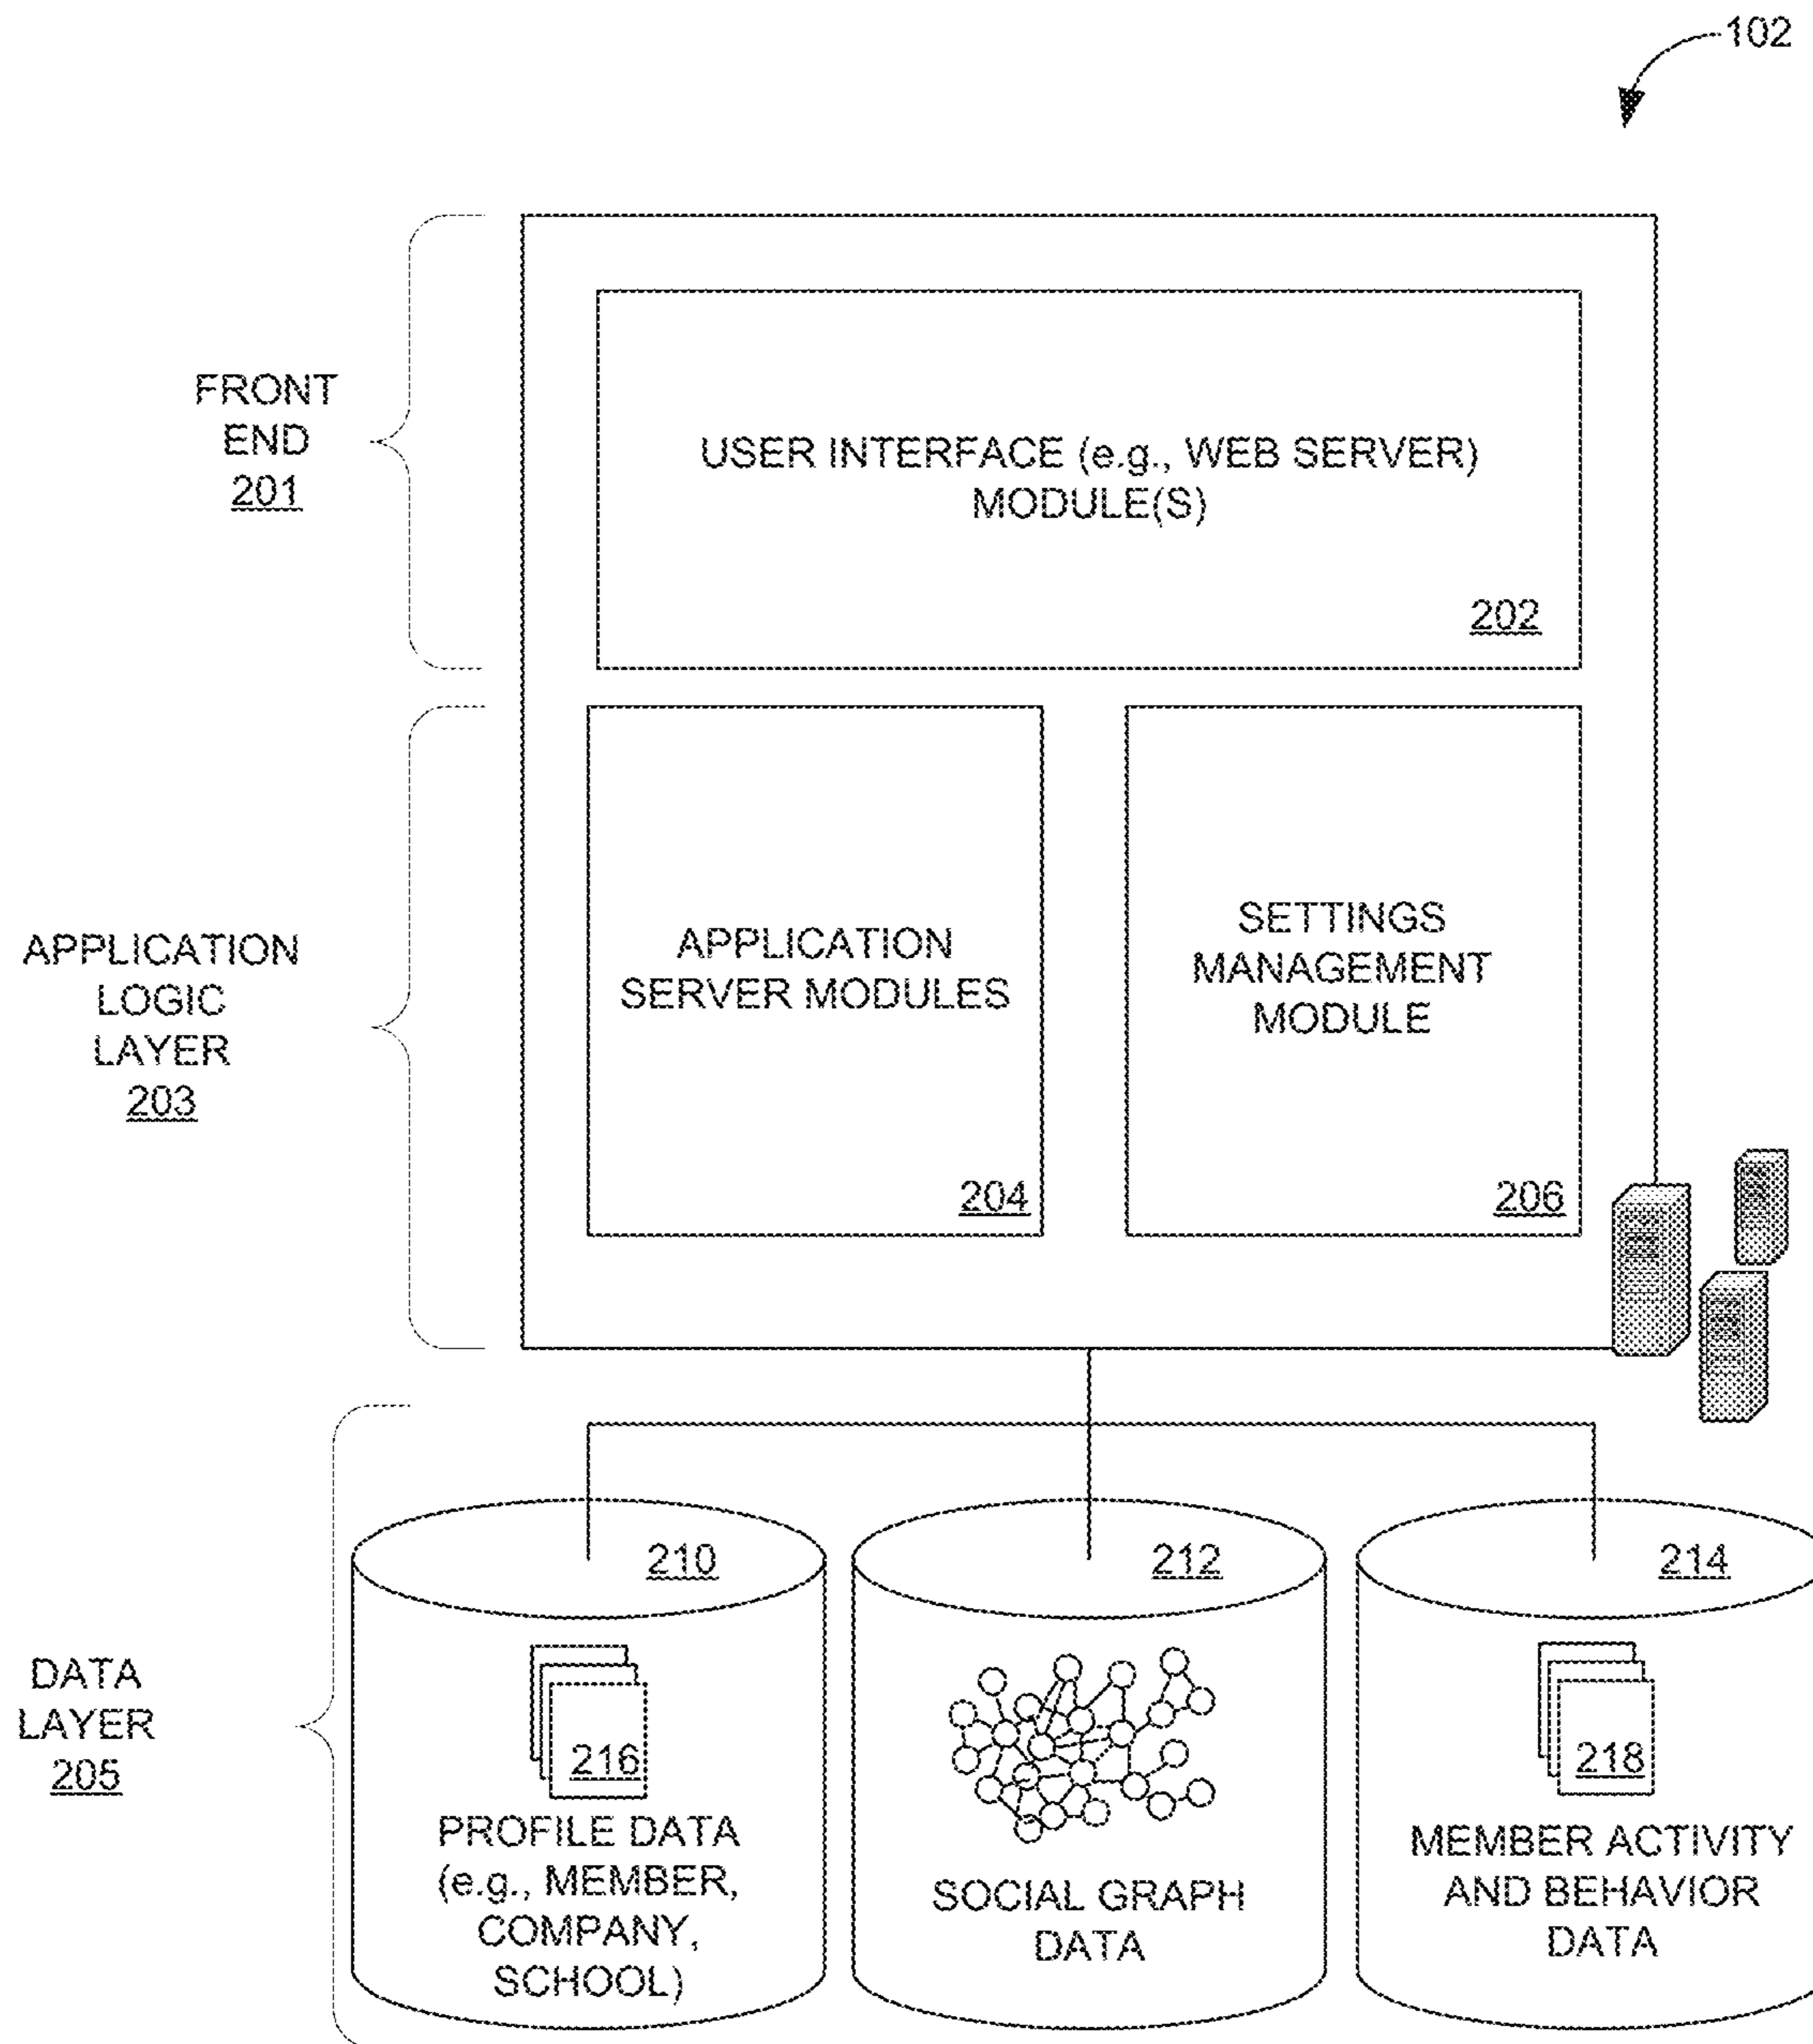 102
FRONT
END
201
USER INTERFACE (e.g., WEB SERVER)
MODULE(S)
202
APPLICATION
LOGIC
LAYER
203
APPLICATION
SERVER MODULES
204
SETTINGS
MANAGEMENT
MODULE
206
DATA
LAYER
205
210
216
PROFILE DATA
(e.g., MEMBER,
COMPANY,
SCHOOL)
212
SOCIAL GRAPH
DATA
214
218
MEMBER ACTIVITY
AND BEHAVIOR
DATA